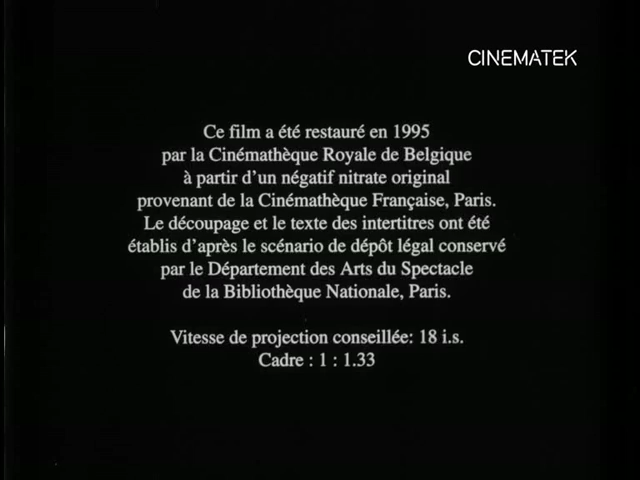 CINEMATEK
Ce film a été restauré en 1995
par la Cinémathèque Royale de Belgique
à partir d'un négatif nitrate original
provenant de la Cinémathèque Française, Paris.
Le découpage et le texte des intertitres ont été
établis d'après le scénario de dépôt légal conservé
par le Département des Arts du Spectacle
de la Bibliothèque Nationale, Paris.
Vitesse de projection conseillée: 18 i.s.
Cadre : 1 : 1.33